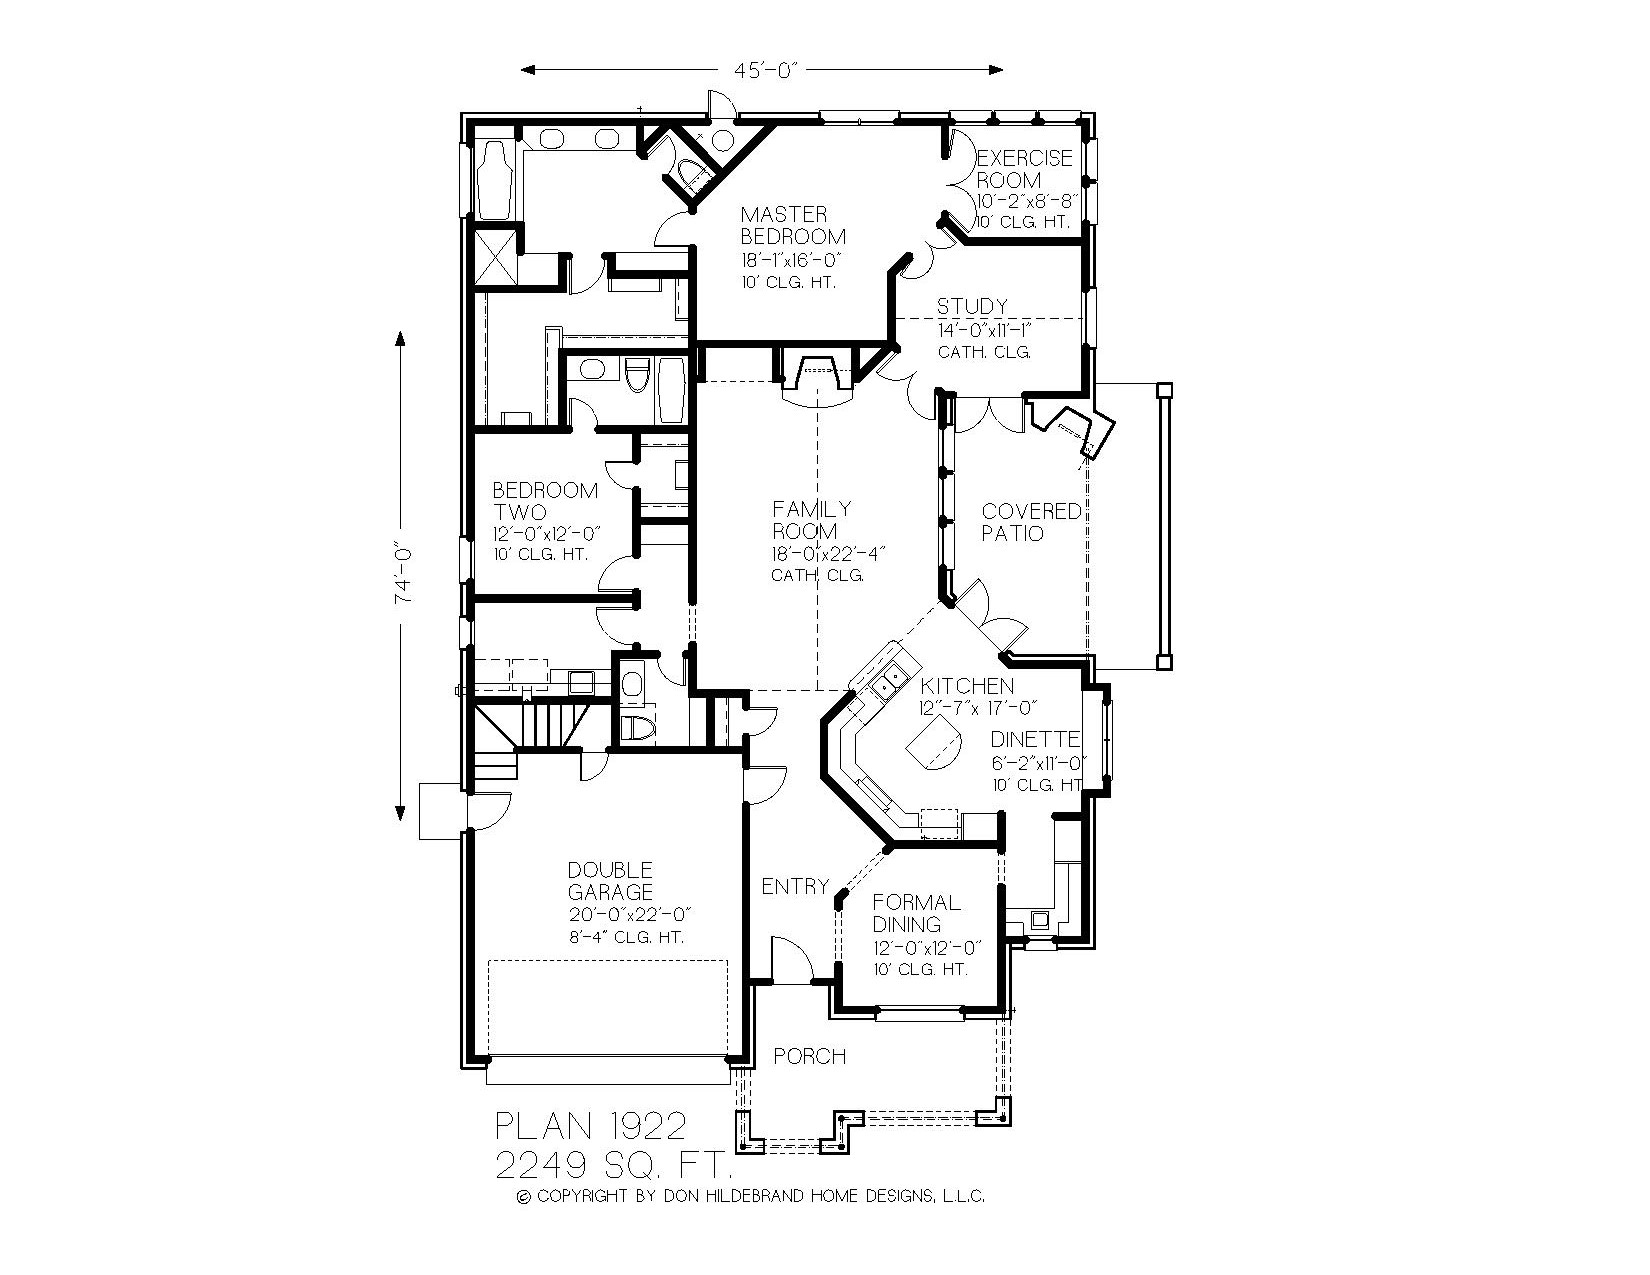 45'-0"
EXERCISE
ROOM
10'-2"x8'-8"
10' CLG. HT.
MASTER
BEDROOM
18'-1"x16'-0"
10' CLG. HT.
STUDY
14'-0"x11'-1"
CATH. CLG.
74'-0"
BEDROOM
TWO
12'-0"x12'-0"
10' CLG. HT.
FAMILY
ROOM
18'-0"x22'-4"
CATH. CLG.
COVERED
PATIO
KITCHEN
12"-7"x 17'-0"
DINETTE
6'-2"x11'-0"
10' CLG. HT.
DOUBLE
GARAGE
20'-0"x22'-0"
8'-4" CLG. HT.
ENTRY
FORMAL
DINING
12'-0"x12'-0"
10' CLG. HT.
PORCH
PLAN 1922
2249 SQ. FT.
© COPYRIGHT BY DON HILDEBRAND HOME DESIGNS, L.L.C.